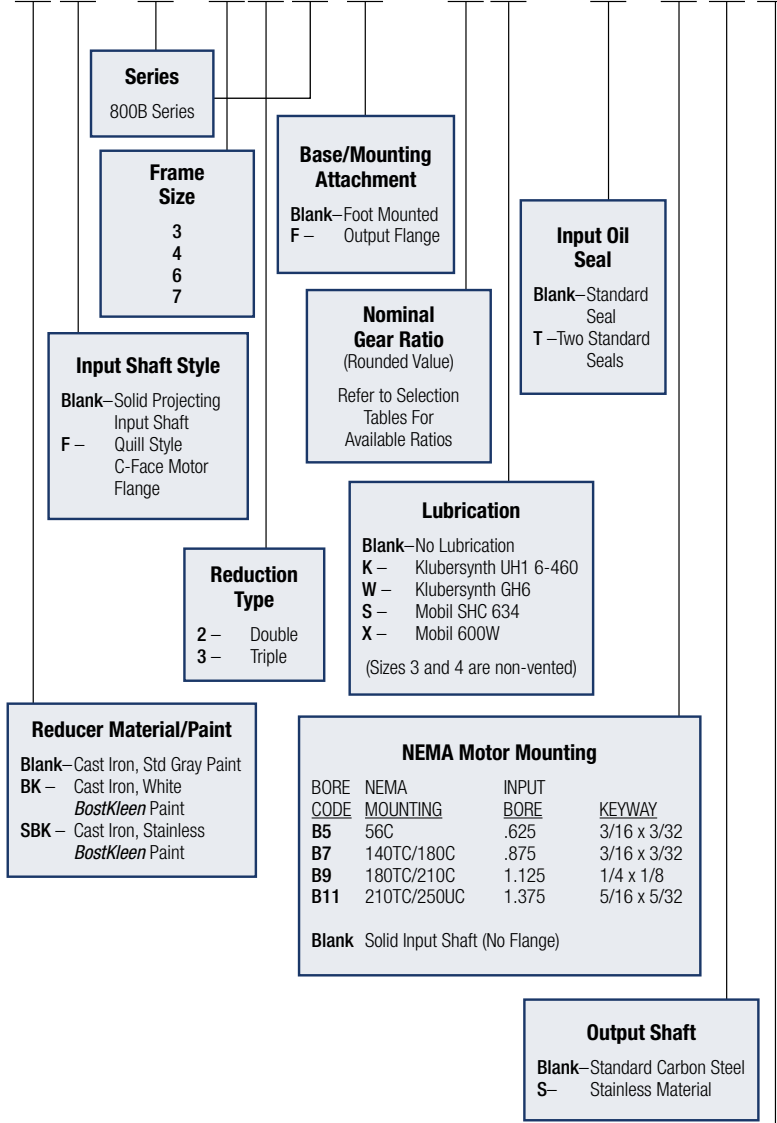 Series
800B Series
Frame
Size
3
4
6
7
Base/Mounting
Attachment
Blank–Foot Mounted
F – Output Flange
Input Oil
Seal
Blank–Standard
Seal
T –Two Standard
Seals
Nominal
Gear Ratio
(Rounded Value)
Refer to Selection
Tables For
Available Ratios
Input Shaft Style
Blank–Solid Projecting
Input Shaft
F – Quill Style
C-Face Motor
Flange
Lubrication
Blank–No Lubrication
K – Klubersynth UH1 6-460
W – Klubersynth GH6
S – Mobil SHC 634
X – Mobil 600W
(Sizes 3 and 4 are non-vented)
Reduction
Type
2 – Double
3 – Triple
Reducer Material/Paint
Blank–Cast Iron, Std Gray Paint
BK – Cast Iron, White
BostKleen Paint
SBK – Cast Iron, Stainless
BostKleen Paint
NEMA Motor Mounting
BORE NEMA INPUT
CODE MOUNTING BORE KEYWAY
B5 56C .625 3/16 x 3/32
B7 140TC/180C .875 3/16 x 3/32
B9 180TC/210C 1.125 1/4 x 1/8
B11 210TC/250UC 1.375 5/16 x 5/32
Blank Solid Input Shaft (No Flange)
Output Shaft
Blank–Standard Carbon Steel
S– Stainless Material